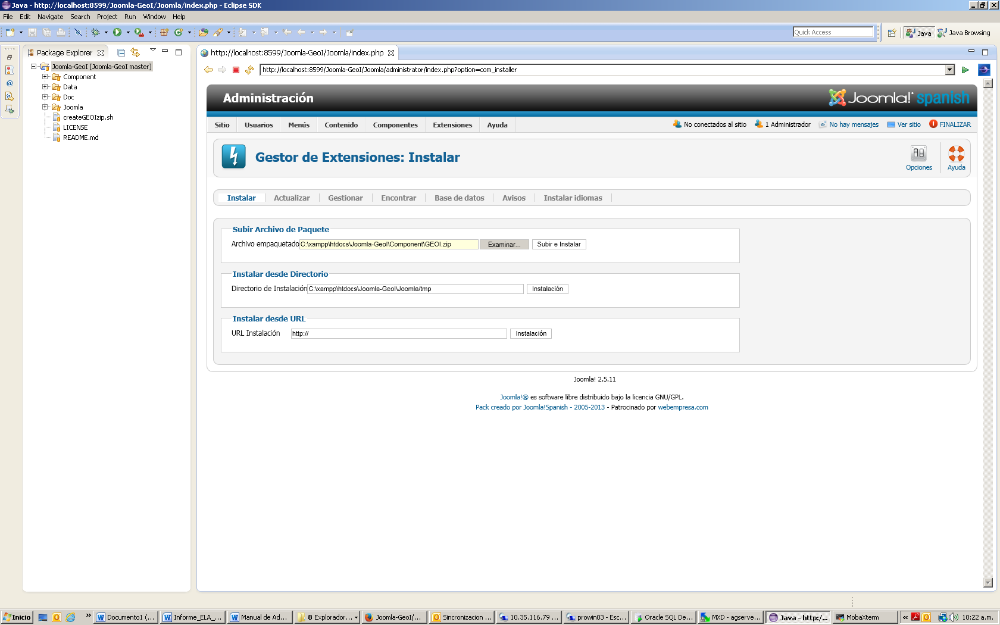 Java - http://localhost:8599/Joomla-GeoI/Joomla/index.php - Eclipse SDK
File Edit Navigate Search Project Run Window Help
Quick Access
Java
Java Browsing
Package Explorer
http://localhost:8599/Joomla-GeoI/Joomla/index.php
Joomla-GeoI [Joomla-GeoI master]
Component
Data
Doc
Joomla
createGEOIzip.sh
LICENSE
README.md
http://localhost:8599/Joomla-GeoI/Joomla/administrator/index.php?option=com_installer
Administración
Joomla! spanish
Sitio Usuarios Menús Contenido Componentes Extensiones Ayuda
No conectados al sitio 1 Administrador No hay mensajes Ver sitio FINALIZAR
Gestor de Extensiones: Instalar
Opciones Ayuda
Instalar Actualizar Gestionar Encontrar Base de datos Avisos Instalar idiomas
Subir Archivo de Paquete
Archivo empaquetado C:\xampp\htdocs\Joomla-GeoI\Component\GEOI.zip Examinar... Subir e Instalar
Instalar desde Directorio
Directorio de Instalación C:\xampp\htdocs\Joomla-GeoI\Joomla/tmp Instalación
Instalar desde URL
URL Instalación http:// Instalación
Joomla! 2.5.11
Joomla!® es software libre distribuido bajo la licencia GNU/GPL.
Pack creado por Joomla!Spanish - 2005-2013 - Patrocinado por webempresa.com
Inicio » Documento1 (... Informe_ELA_... Manual de Ad... 8 Explorador... Joomla-GeoI/... Sincronizacion ... 10.35.116.79 ... prowin03 - Esc... Oracle SQL De... MXD - agserve... Java - http:/... MobaXterm « 10:22 a.m.